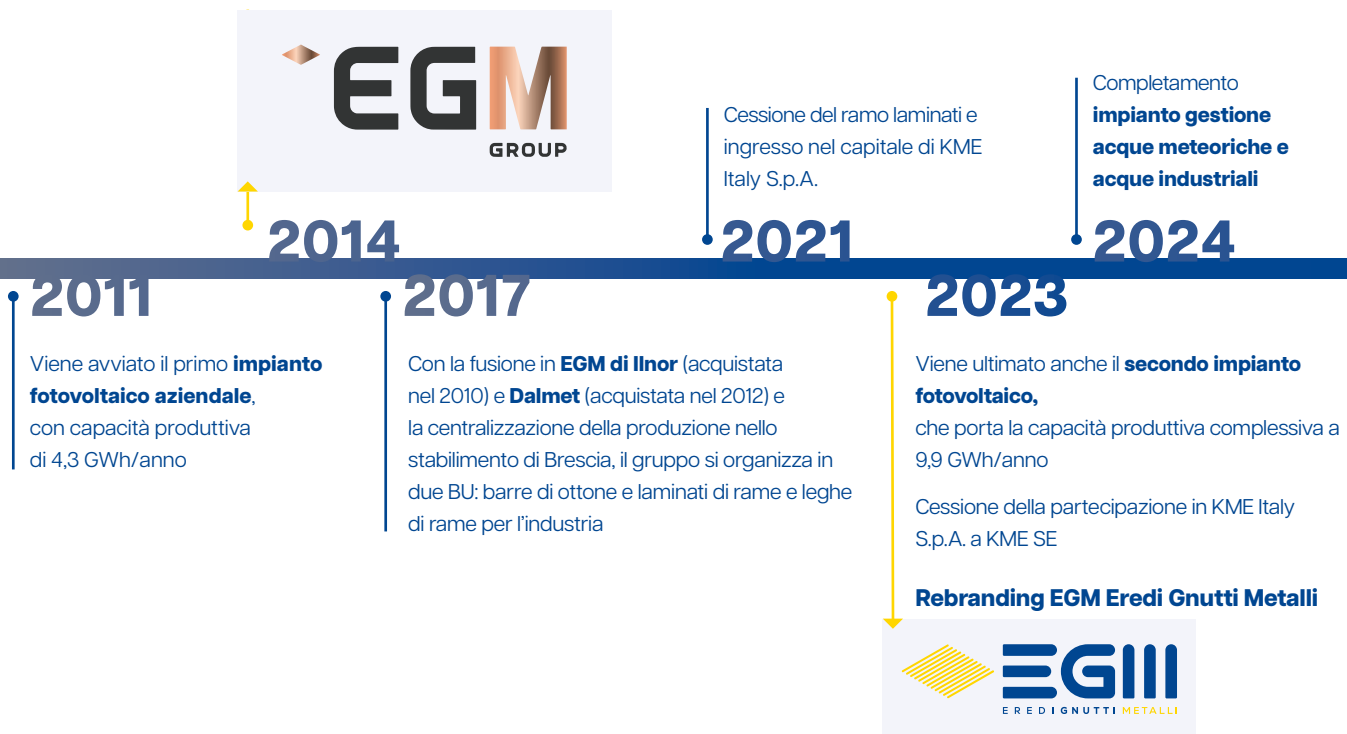 EGM
GROUP
2014
2011
Viene avviato il primo impianto
fotovoltaico aziendale,
con capacità produttiva
di 4,3 GWh/anno
2017
Con la fusione in EGM di Ilnor (acquistata
nel 2010) e Dalmet (acquistata nel 2012) e
la centralizzazione della produzione nello
stabilimento di Brescia, il gruppo si organizza in
due BU: barre di ottone e laminati di rame e leghe
di rame per l’industria
Cessione del ramo laminati e
ingresso nel capitale di KME
Italy S.p.A.
2021
2023
Viene ultimato anche il secondo impianto
fotovoltaico,
che porta la capacità produttiva complessiva a
9,9 GWh/anno
Cessione della partecipazione in KME Italy
S.p.A. a KME SE
Rebranding EGM Eredi Gnutti Metalli
EGM
EREDIGNUTTIMETALLI
Completamento
impianto gestione
acque meteoriche e
acque industriali
2024